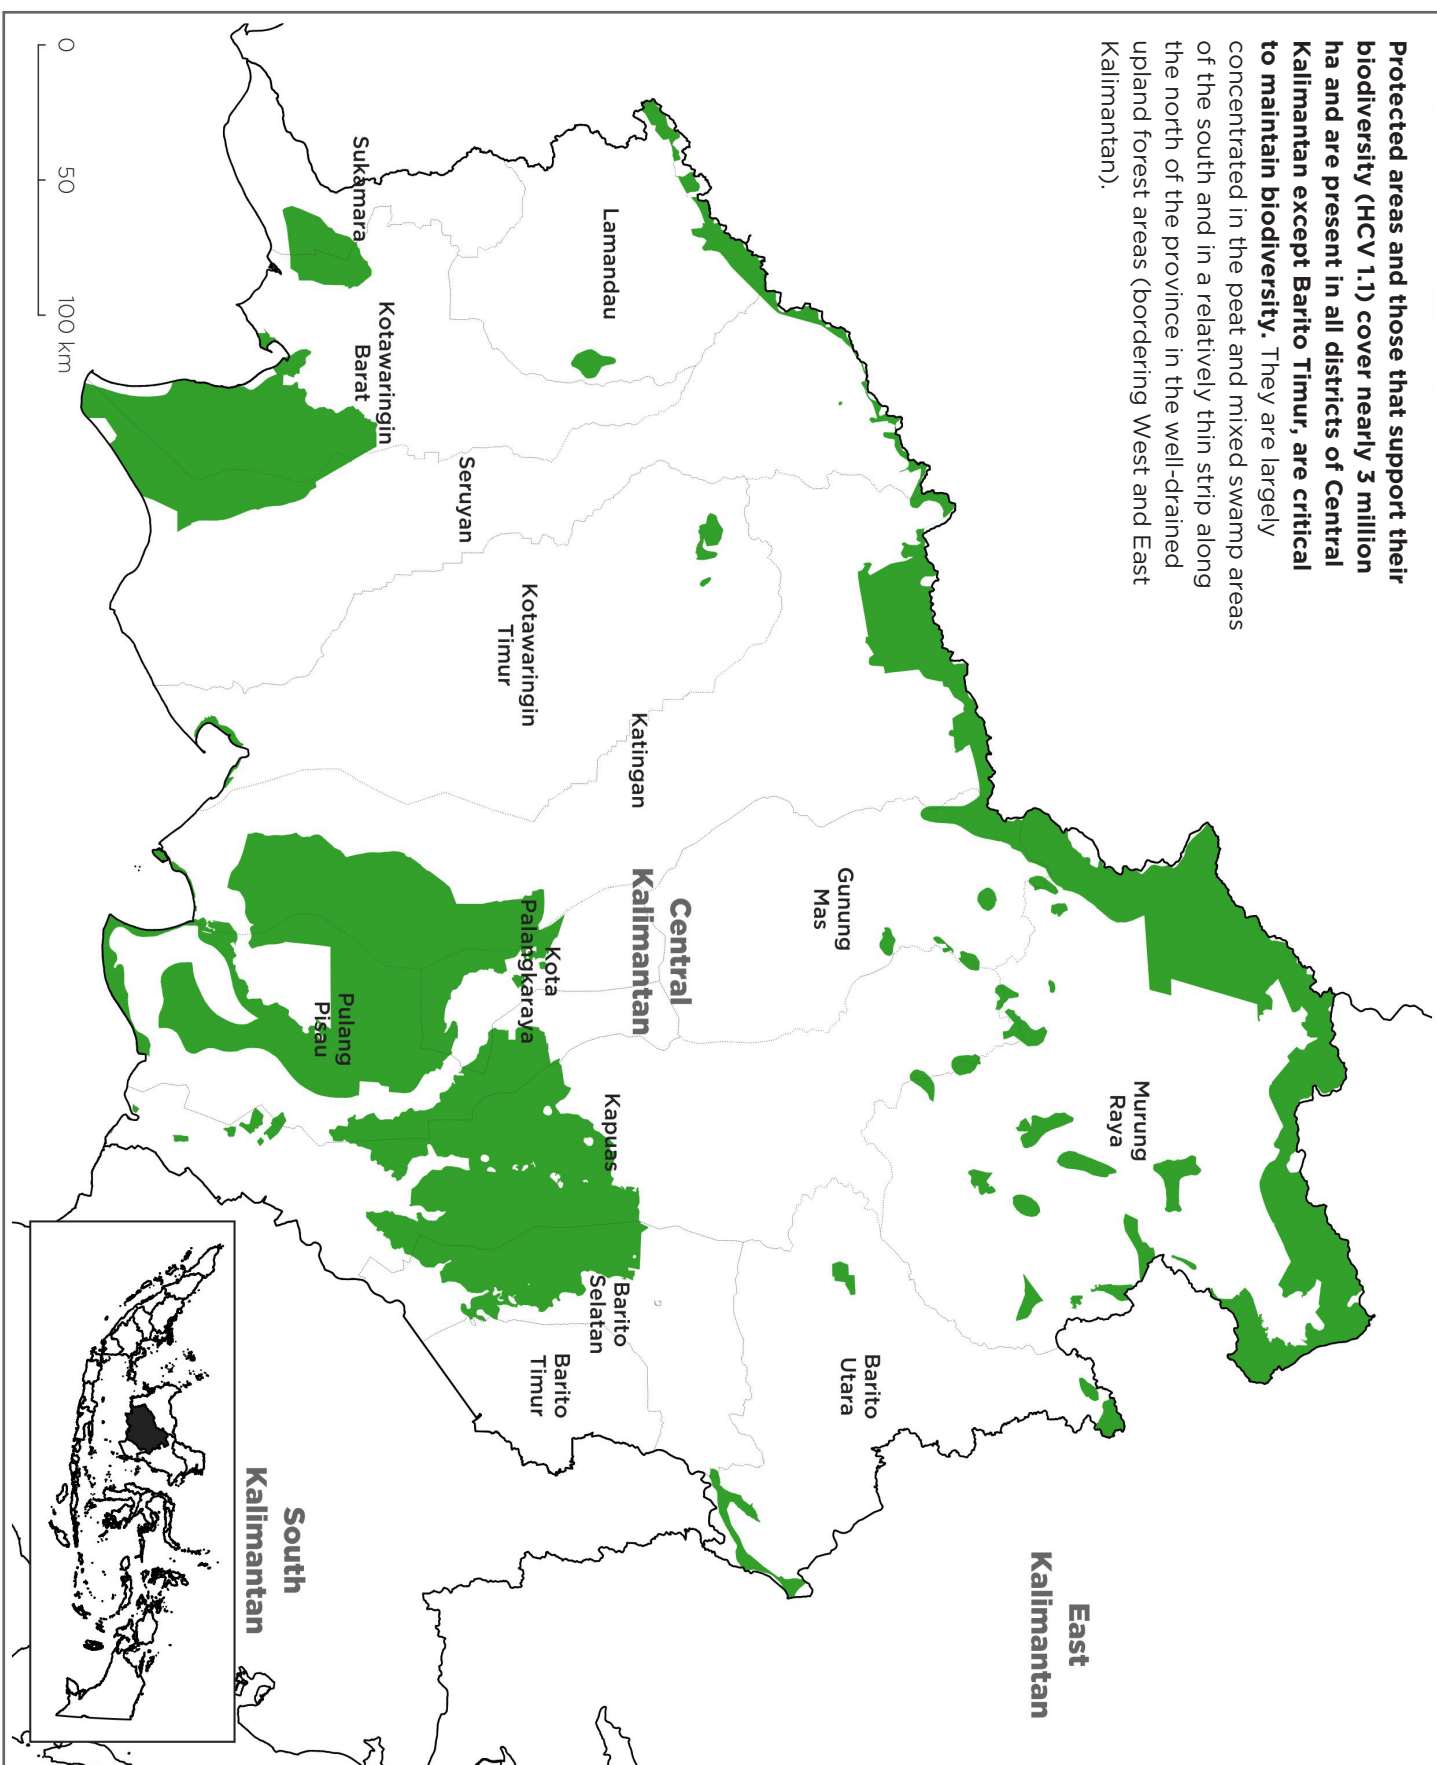 Protected areas and those that support their
biodiversity (HCV 1.1) cover nearly 3 million
ha and are present in all districts of Central
Kalimantan except Barito Timur, are critical
to maintain biodiversity. They are largely
concentrated in the peat and mixed swamp areas
of the south and in a relatively thin strip along
the north of the province in the well-drained
upland forest areas (bordering West and East
Kalimantan).
East
Kalimantan
Murung
Raya
Barito
Utara
Gunung
Mas
Central
Kalimantan
Katingan
Lamandau
Kapuas
Barito
Selatan
Barito
Timur
Kota
Palangkaraya
Kotawaringin
Timur
Seruyan
Kotawaringin
Barat
Sukamara
Pulang
Pisau
South
Kalimantan
0
50
100 km